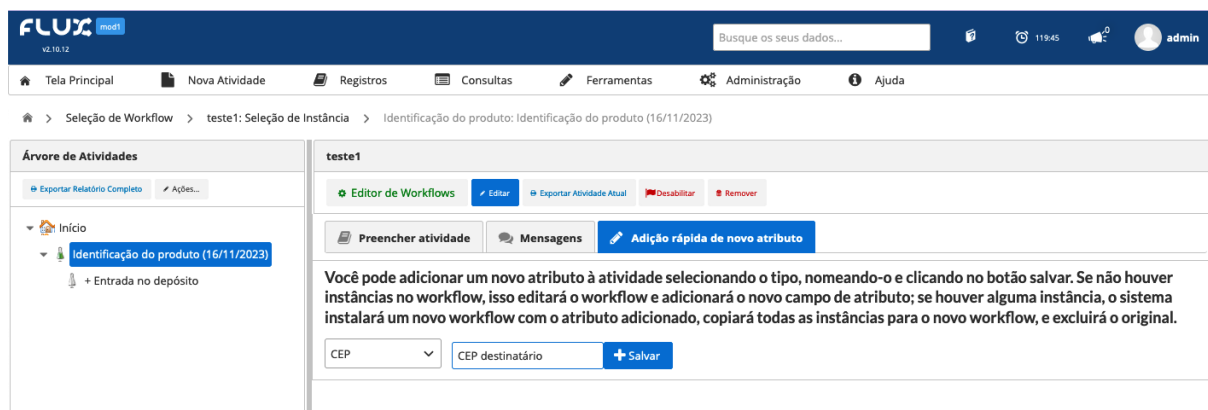 FLUX mod1
v2.10.12
Busque os seus dados...
119:45
0
admin
Tela Principal
Nova Atividade
Registros
Consultas
Ferramentas
Administração
Ajuda
> Seleção de Workflow > teste1: Seleção de Instância > Identificação do produto: Identificação do produto (16/11/2023)
Árvore de Atividades
Exportar Relatório Completo
Ações...
Início
Identificação do produto (16/11/2023)
+ Entrada no depósito
teste1
Editor de Workflows
Editar
Exportar Atividade Atual
Desabilitar
Remover
Preencher atividade
Mensagens
Adição rápida de novo atributo
Você pode adicionar um novo atributo à atividade selecionando o tipo, nomeando-o e clicando no botão salvar. Se não houver
instâncias no workflow, isso editará o workflow e adicionará o novo campo de atributo; se houver alguma instância, o sistema
instalará um novo workflow com o atributo adicionado, copiará todas as instâncias para o novo workflow, e excluirá o original.
CEP
CEP destinatário
+ Salvar